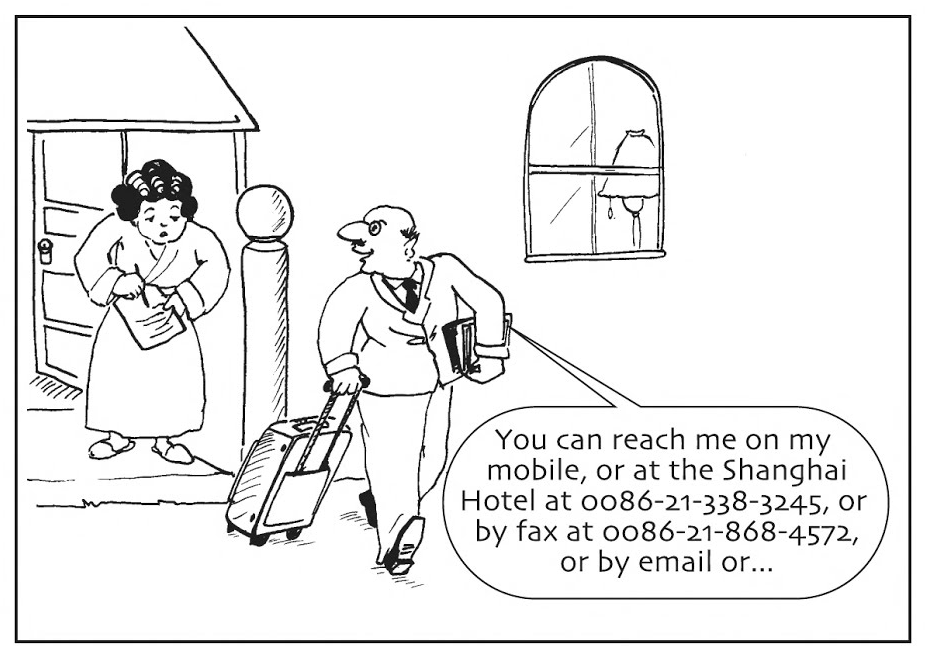 You can reach me on my
mobile, or at the Shanghai
Hotel at 0086-21-338-3245, or
by fax at 0086-21-868-4572,
or by email or...